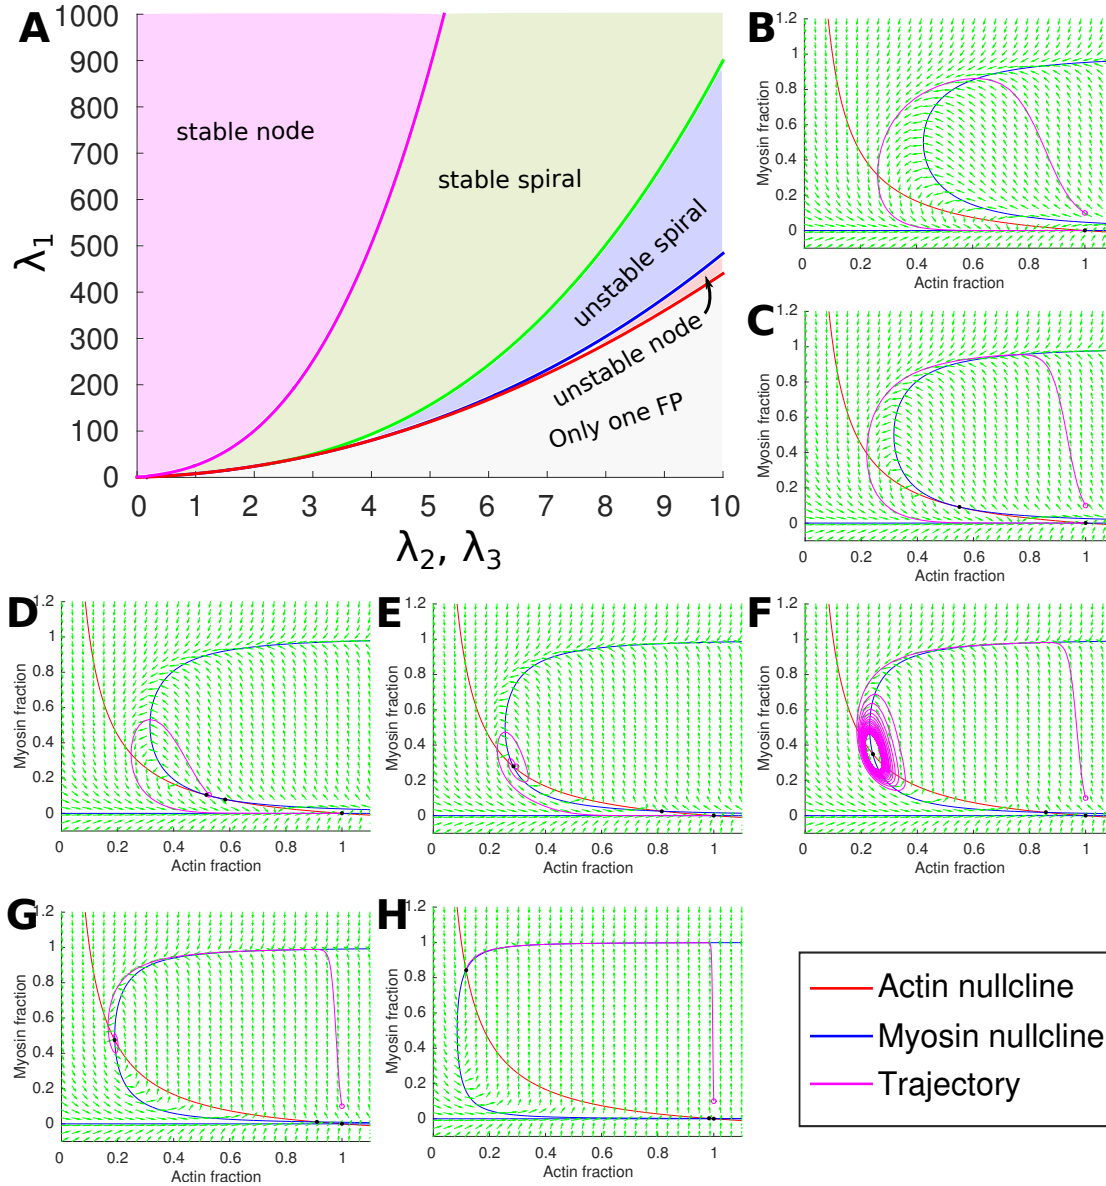 A
1000
900
800
700
600
500
400
300
200
100
0
λ1
stable node
stable spiral
unstable spiral
unstable node
Only one FP
0 1 2 3 4 5 6 7 8 9 10
λ2, λ3
B
1.2
1
0.8
0.6
0.4
0.2
0
Myosin fraction
0 0.2 0.4 0.6 0.8 1
Actin fraction
C
1.2
1
0.8
0.6
0.4
0.2
0
Myosin fraction
0 0.2 0.4 0.6 0.8 1
Actin fraction
D
1.2
1
0.8
0.6
0.4
0.2
0
Myosin fraction
0 0.2 0.4 0.6 0.8 1
Actin fraction
E
1.2
1
0.8
0.6
0.4
0.2
0
Myosin fraction
0 0.2 0.4 0.6 0.8 1
Actin fraction
F
1.2
1
0.8
0.6
0.4
0.2
0
Myosin fraction
0 0.2 0.4 0.6 0.8 1
Actin fraction
G
1.2
1
0.8
0.6
0.4
0.2
0
Myosin fraction
0 0.2 0.4 0.6 0.8 1
Actin fraction
H
1.2
1
0.8
0.6
0.4
0.2
0
Myosin fraction
0 0.2 0.4 0.6 0.8 1
Actin fraction
Actin nullcline
Myosin nullcline
Trajectory